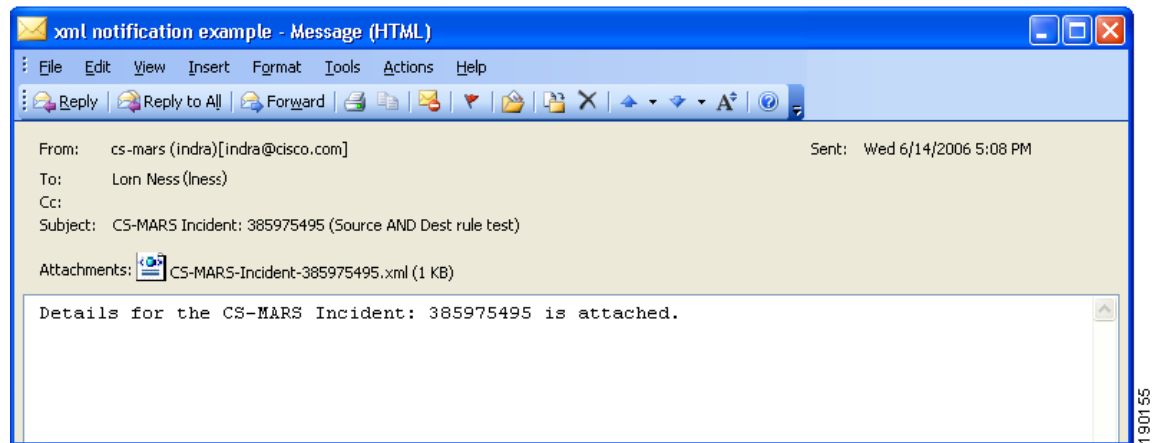 xml notification example - Message (HTML)
File Edit View Insert Format Tools Actions Help
Reply Reply to All Forward A
From: cs-mars (indra)[indra@cisco.com] Sent: Wed 6/14/2006 5:08 PM
To: Lorn Ness (lness)
Cc:
Subject: CS-MARS Incident: 385975495 (Source AND Dest rule test)
Attachments: CS-MARS-Incident-385975495.xml (1 KB)
Details for the CS-MARS Incident: 385975495 is attached.
190155